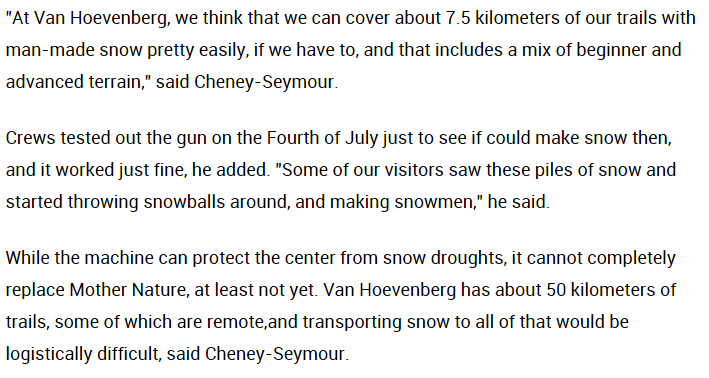 "At Van Hoevenberg, we think that we can cover about 7.5 kilometers of our trails with
man-made snow pretty easily, if we have to, and that includes a mix of beginner and
advanced terrain," said Cheney-Seymour.
Crews tested out the gun on the Fourth of July just to see if could make snow then,
and it worked just fine, he added. "Some of our visitors saw these piles of snow and
started throwing snowballs around, and making snowmen," he said.
While the machine can protect the center from snow droughts, it cannot completely
replace Mother Nature, at least not yet. Van Hoevenberg has about 50 kilometers of
trails, some of which are remote,and transporting snow to all of that would be
logistically difficult, said Cheney-Seymour.